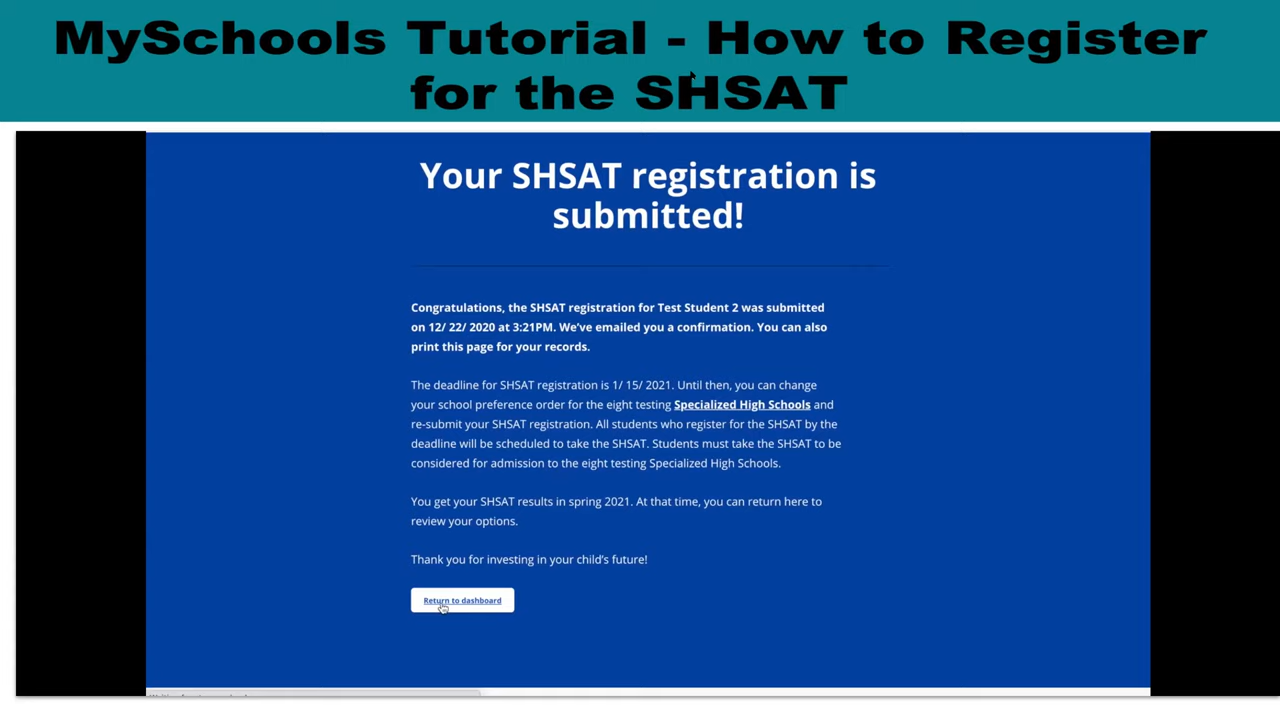 MySchools Tutorial - How to Register
for the SHSAT
Your SHSAT registration is
submitted!
Congratulations, the SHSAT registration for Test Student 2 was submitted
on 12/ 22/ 2020 at 3:21PM. We’ve emailed you a confirmation. You can also
print this page for your records.
The deadline for SHSAT registration is 1/ 15/ 2021. Until then, you can change
your school preference order for the eight testing Specialized High Schools and
re-submit your SHSAT registration. All students who register for the SHSAT by the
deadline will be scheduled to take the SHSAT. Students must take the SHSAT to be
considered for admission to the eight testing Specialized High Schools.
You get your SHSAT results in spring 2021. At that time, you can return here to
review your options.
Thank you for investing in your child’s future!
Return to dashboard